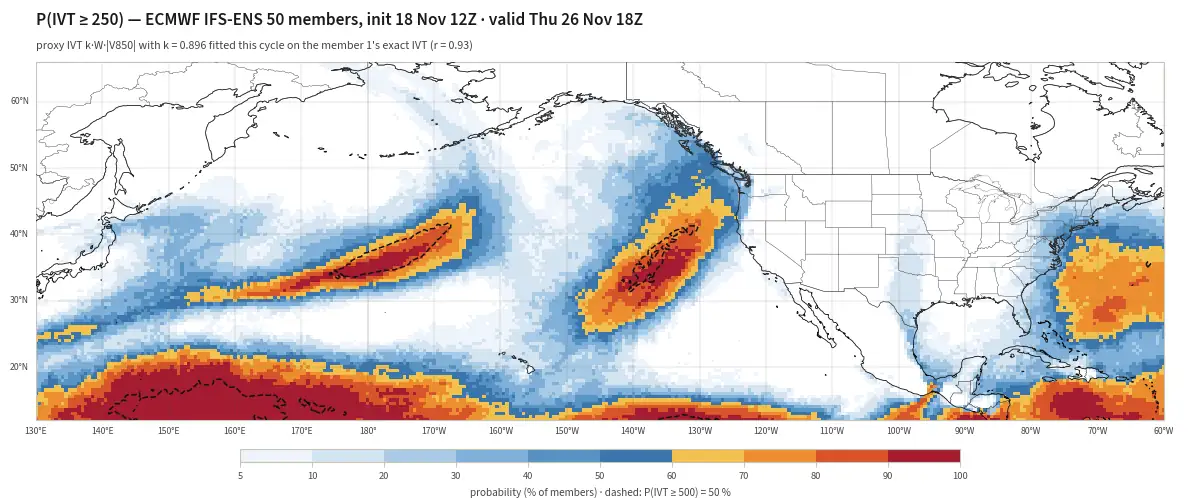 P(IVT ≥ 250) — ECMWF IFS-ENS 50 members, init 18 Nov 12Z · valid Thu 26 Nov 18Z
proxy IVT k·W·|V850| with k = 0.896 fitted this cycle on the member 1's exact IVT (r = 0.93)
60°N
50°N
40°N
30°N
20°N
130°E 140°E 150°E 160°E 170°E 180° 170°W 160°W 150°W 140°W 130°W 120°W 110°W 100°W 90°W 80°W 70°W 60°W
5 10 20 30 40 50 60 70 80 90 100
probability (% of members) · dashed: P(IVT ≥ 500) = 50 %